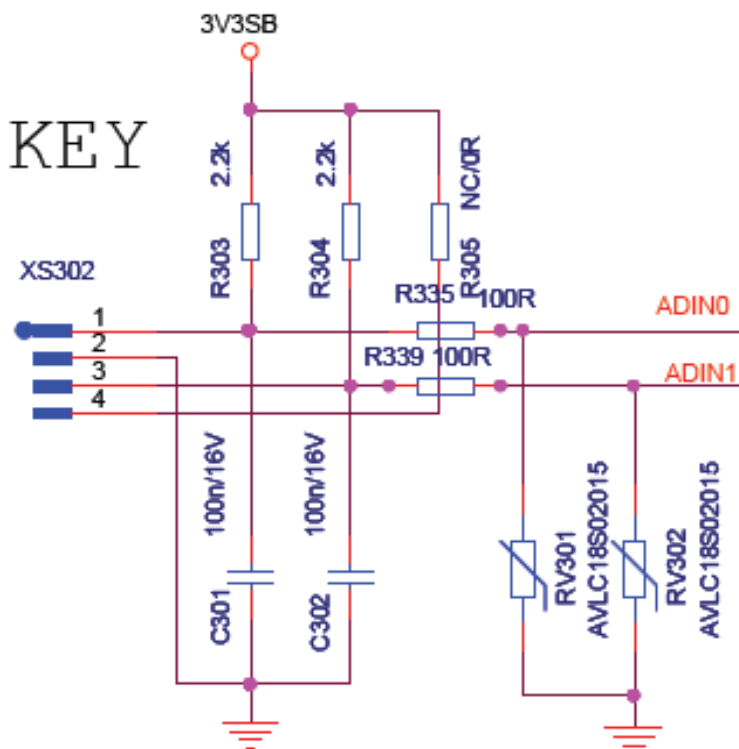 3V3SB
KEY
2.2k
2.2k
NC/0R
R303
R304
R305
XS302
R335 100R
1
ADIN0
2
R339 100R
3
ADIN1
4
100n/16V
100n/16V
C301
C302
RV301
AVLC18S02015
RV302
AVLC18S02015